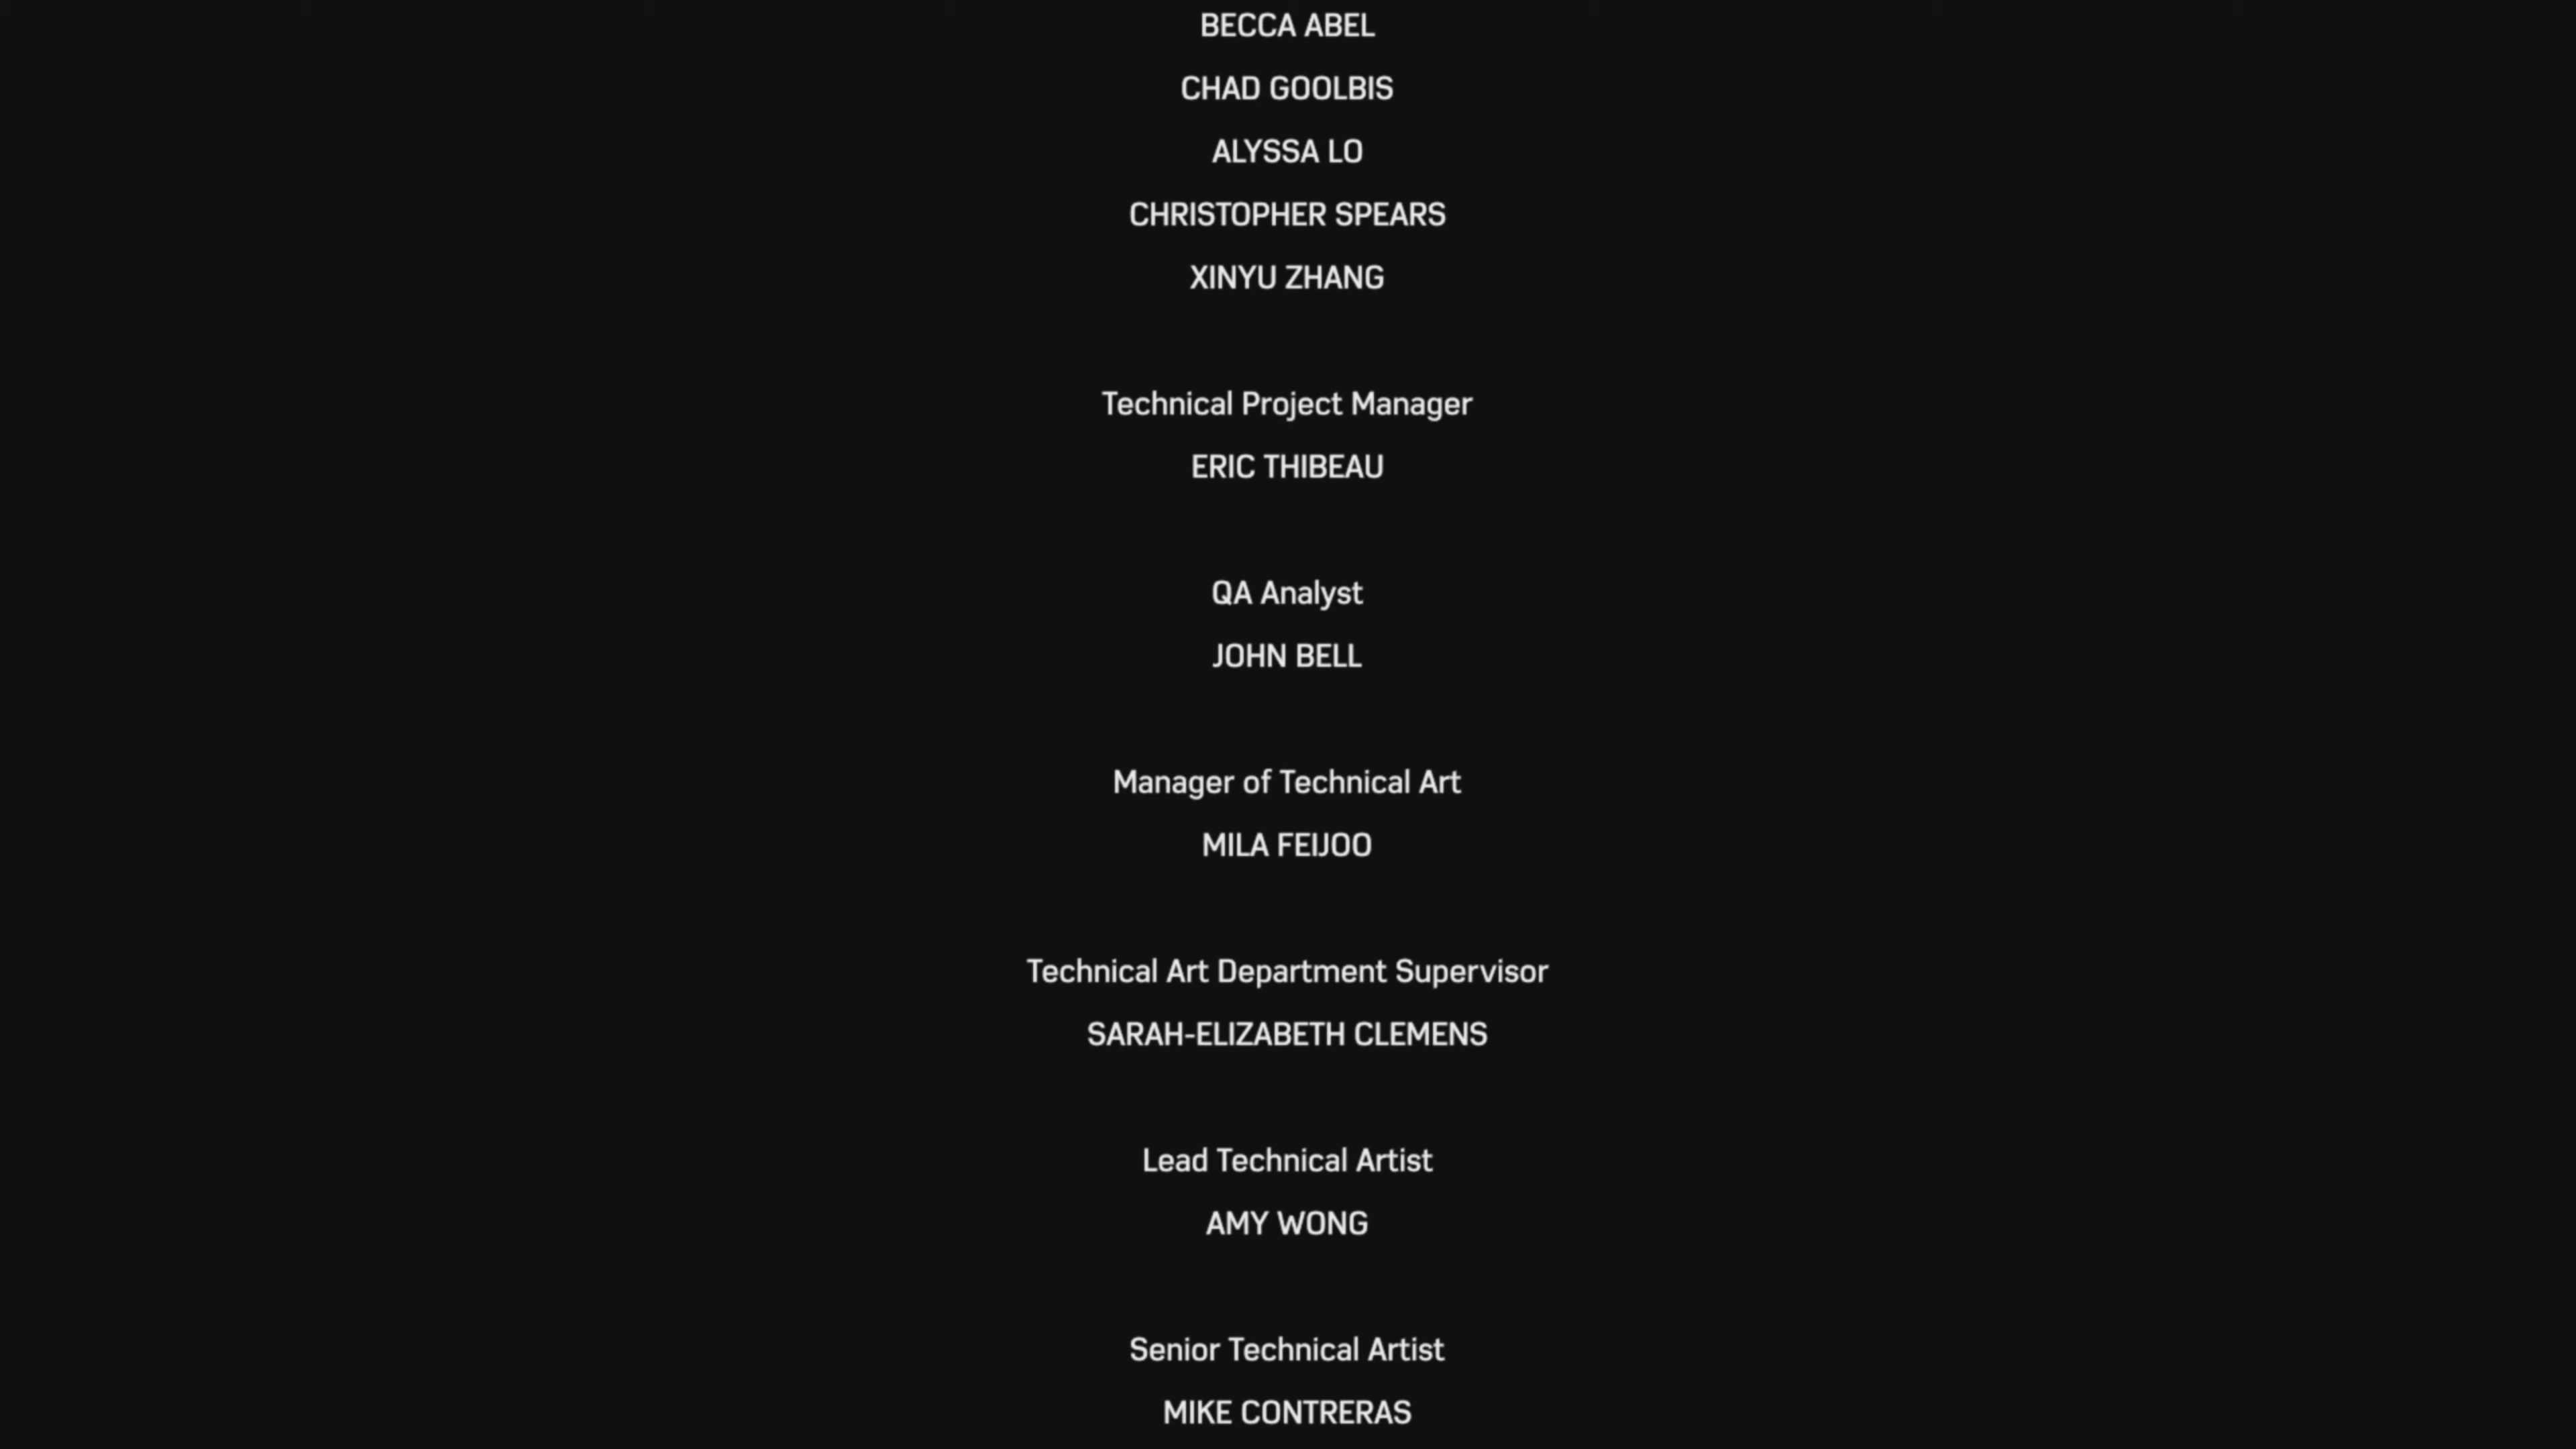 BECCA ABEL
CHAD GOOLBIS
ALYSSA LO
CHRISTOPHER SPEARS
XINYU ZHANG
Technical Project Manager
ERIC THIBEAU
QA Analyst
JOHN BELL
Manager of Technical Art
MILA FEIJOO
Technical Art Department Supervisor
SARAH-ELIZABETH CLEMENS
Lead Technical Artist
AMY WONG
Senior Technical Artist
MIKE CONTRERAS